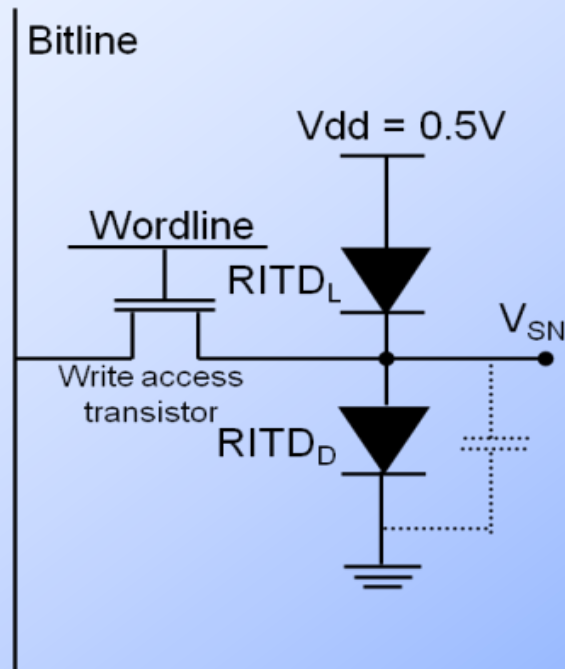 Bitline
Vdd = 0.5V
Wordline
RITD_L
V_SN
Write access
transistor
RITD_D